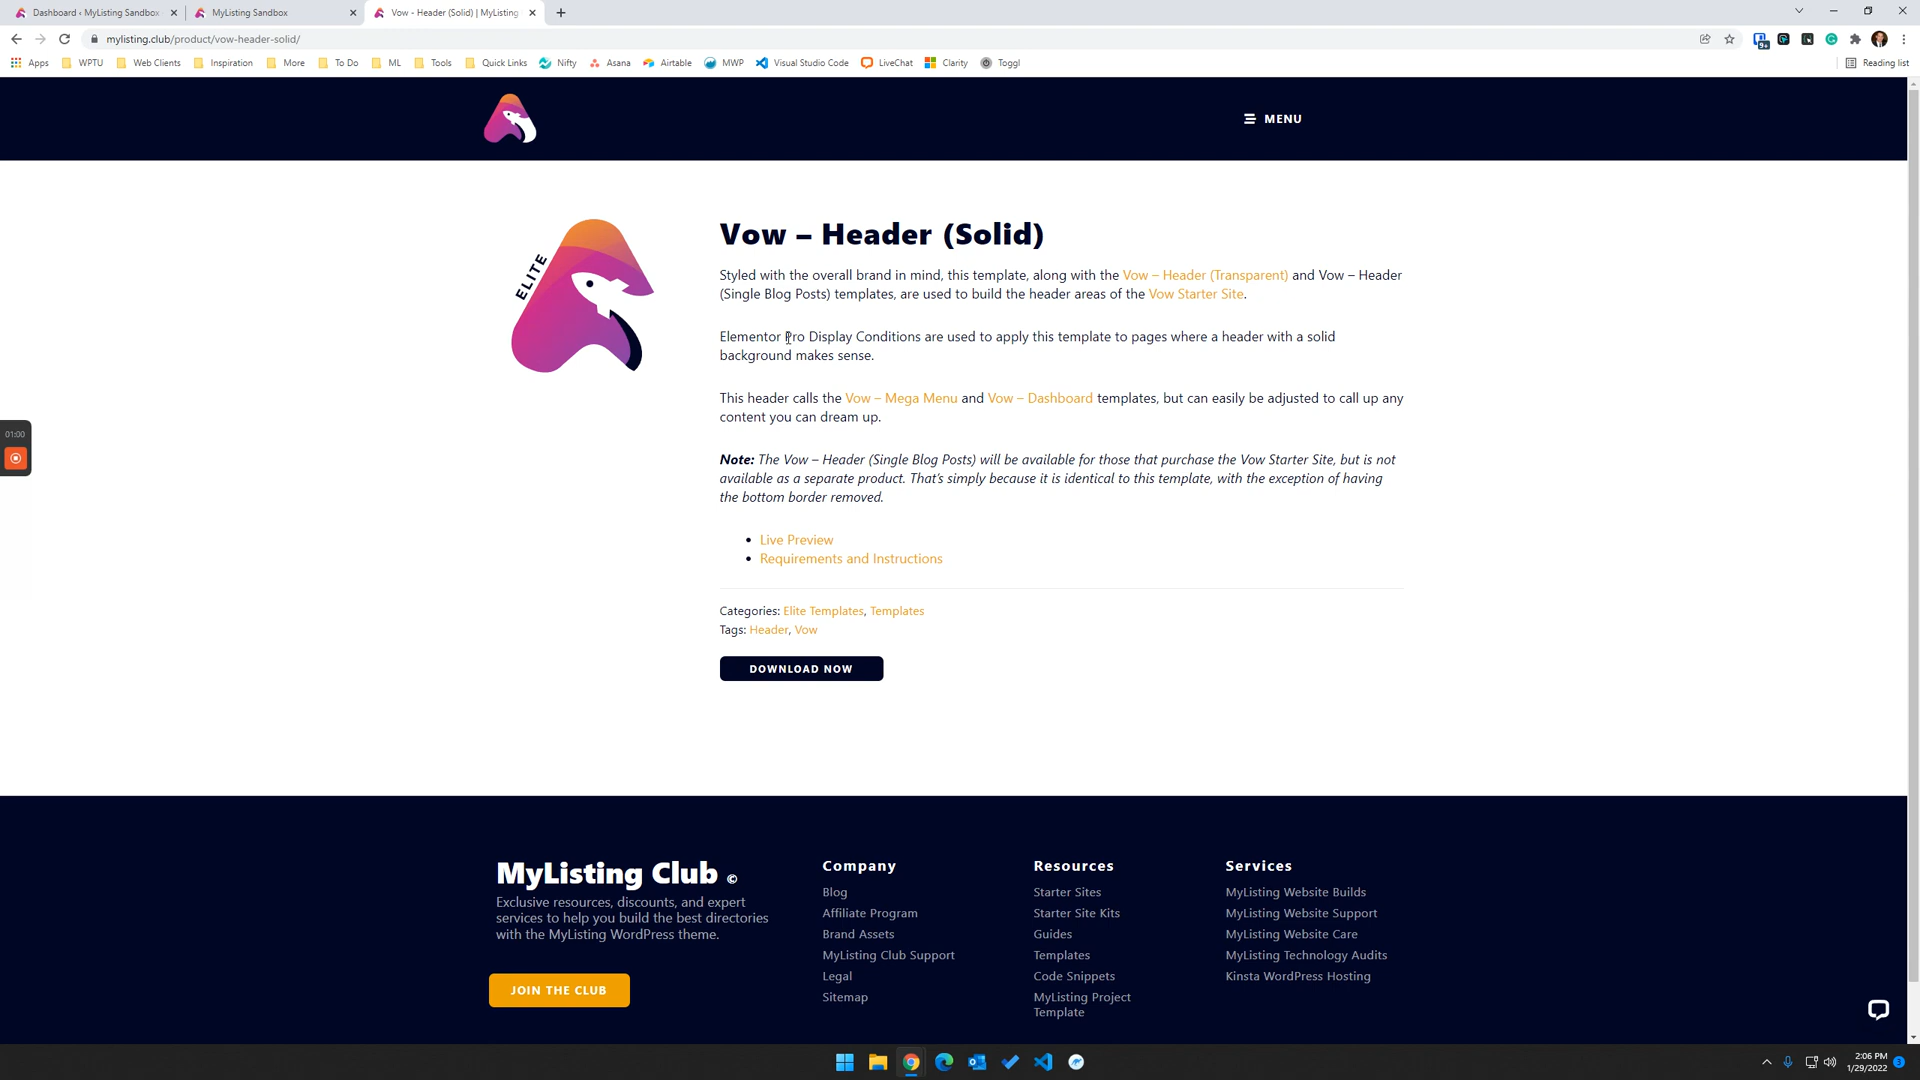 Dashboard ‹ MyListing Sandbox
MyListing Sandbox
Vow - Header (Solid) | MyListing
mylisting.club/product/vow-header-solid/
9+
Apps
WPTU
Web Clients
Inspiration
More
To Do
ML
Tools
Quick Links
Nifty
Asana
Airtable
MWP
Visual Studio Code
LiveChat
Clarity
Toggl
Reading list
MENU
ELITE
Vow – Header (Solid)
Styled with the overall brand in mind, this template, along with the Vow – Header (Transparent) and Vow – Header
(Single Blog Posts) templates, are used to build the header areas of the Vow Starter Site.
Elementor Pro Display Conditions are used to apply this template to pages where a header with a solid
background makes sense.
This header calls the Vow – Mega Menu and Vow – Dashboard templates, but can easily be adjusted to call up any
content you can dream up.
Note: The Vow – Header (Single Blog Posts) will be available for those that purchase the Vow Starter Site, but is not
available as a separate product. That's simply because it is identical to this template, with the exception of having
the bottom border removed.
Live Preview
Requirements and Instructions
Categories: Elite Templates, Templates
Tags: Header, Vow
DOWNLOAD NOW
01:00
MyListing Club ©
Exclusive resources, discounts, and expert
services to help you build the best directories
with the MyListing WordPress theme.
JOIN THE CLUB
Company
Blog
Affiliate Program
Brand Assets
MyListing Club Support
Legal
Sitemap
Resources
Starter Sites
Starter Site Kits
Guides
Templates
Code Snippets
MyListing Project
Template
Services
MyListing Website Builds
MyListing Website Support
MyListing Website Care
MyListing Technology Audits
Kinsta WordPress Hosting
2:06 PM
1/29/2022
3